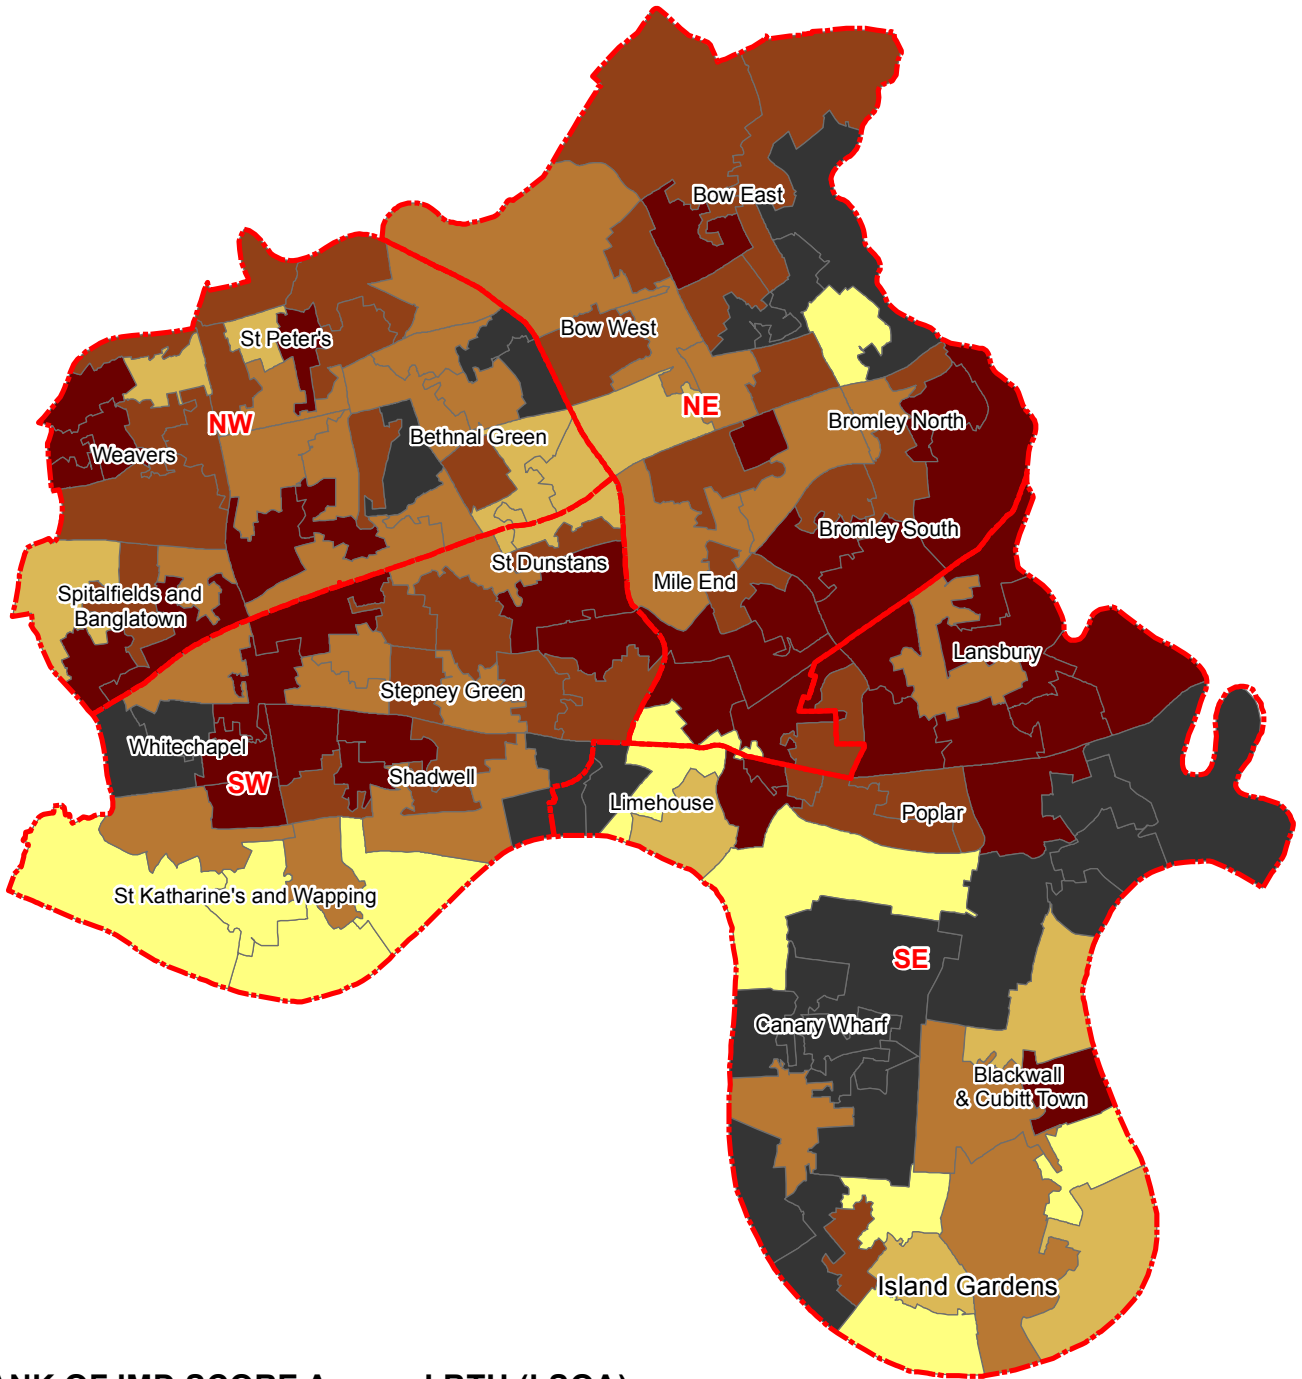 Bow East
Bow West
St Peter's
NW
NE
Bethnal Green
Bromley North
Weavers
Bromley South
St Dunstans
Mile End
Spitalfields and
Banglatown
Lansbury
Stepney Green
Whitechapel
SW
Shadwell
Limehouse
Poplar
St Katharine's and Wapping
SE
Canary Wharf
Blackwall
& Cubitt Town
Island Gardens